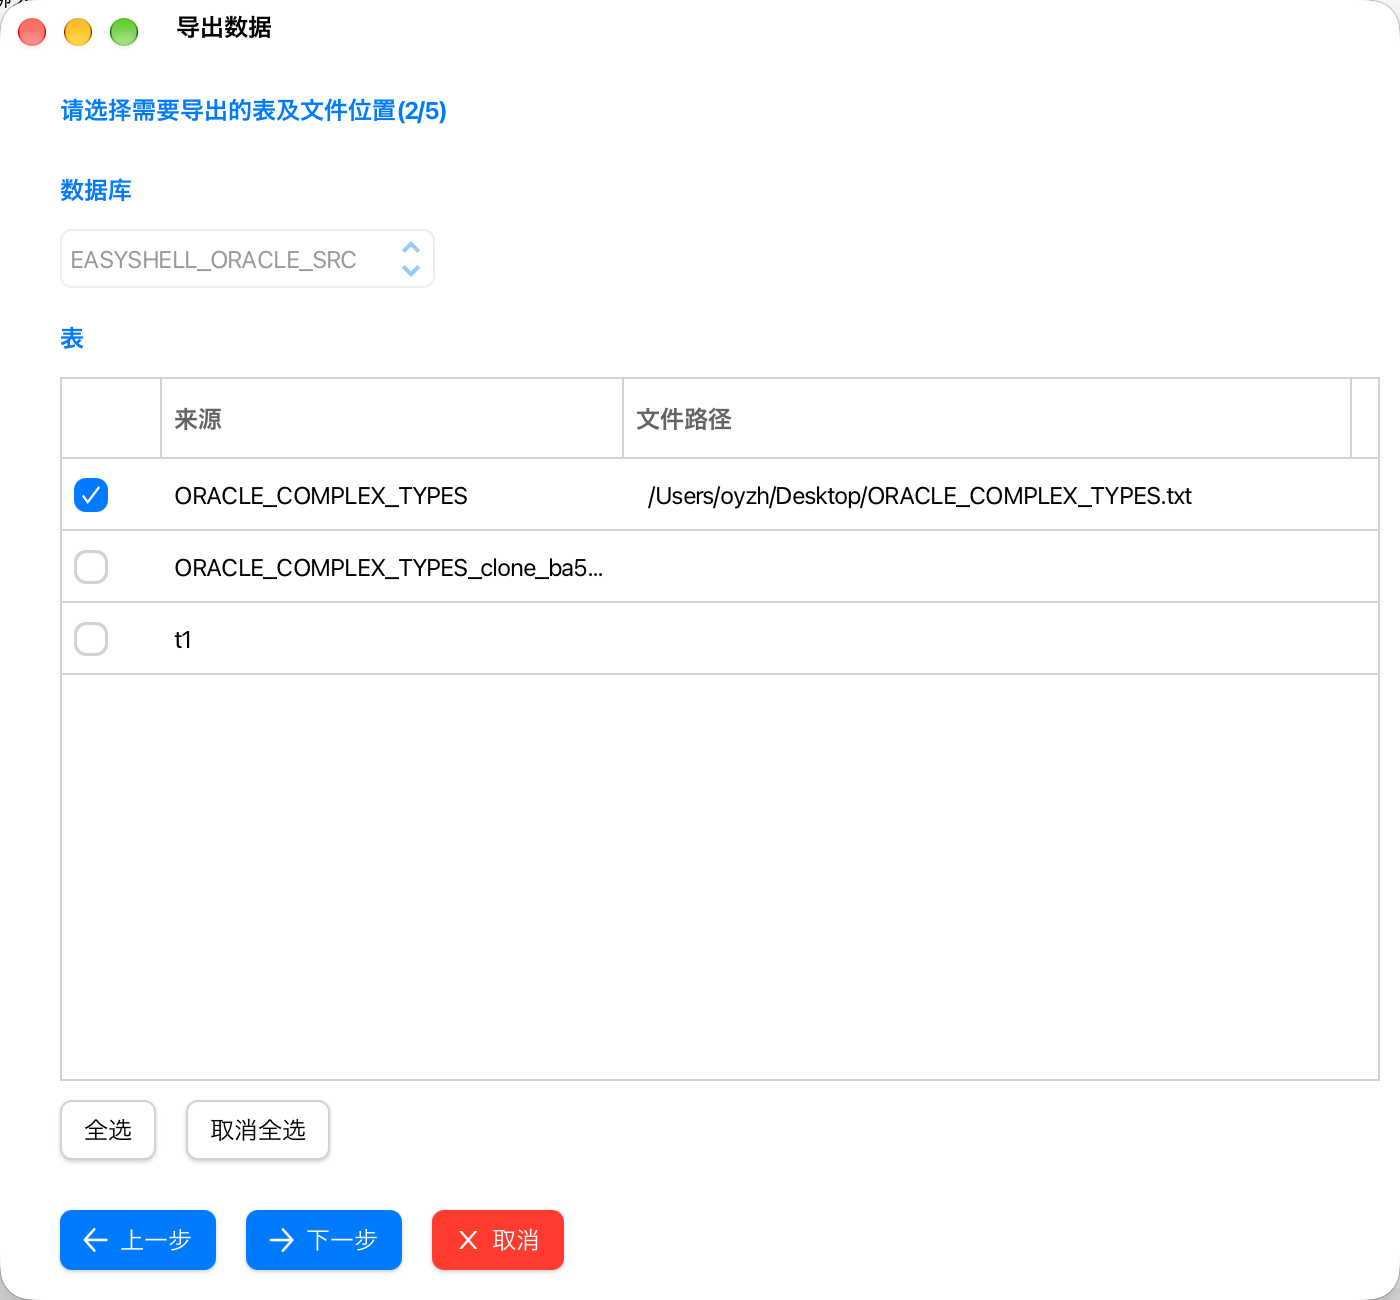 导出数据
请选择需要导出的表及文件位置(2/5)
数据库
EASYSHELL_ORACLE_SRC
表
来源 文件路径
ORACLE_COMPLEX_TYPES /Users/oyzh/Desktop/ORACLE_COMPLEX_TYPES.txt
ORACLE_COMPLEX_TYPES_clone_ba5...
t1
全选 取消全选
上一步 下一步 取消